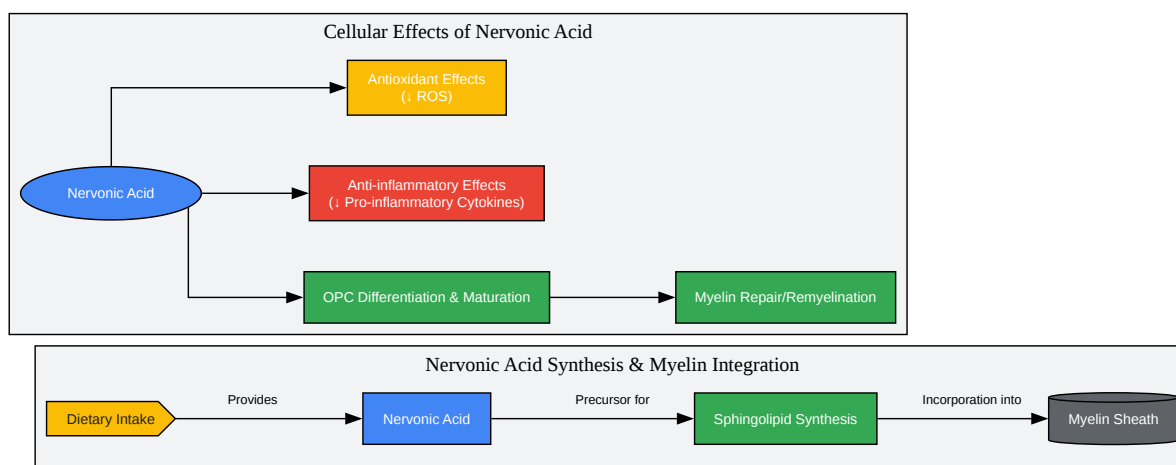 Cellular Effects of Nervonic Acid
Antioxidant Effects
(↓ ROS)
Nervonic Acid
Anti-inflammatory Effects
(↓ Pro-inflammatory Cytokines)
OPC Differentiation & Maturation
Myelin Repair/Remyelination
Nervonic Acid Synthesis & Myelin Integration
Dietary Intake
Provides
Nervonic Acid
Precursor for
Sphingolipid Synthesis
Incorporation into
Myelin Sheath